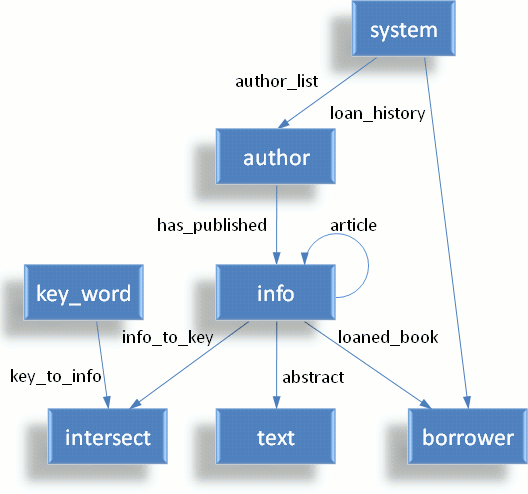 system
author_list
loan_history
author
has_published
article
key_word
info
info_to_key
loaned_book
key_to_info
abstract
intersect
text
borrower